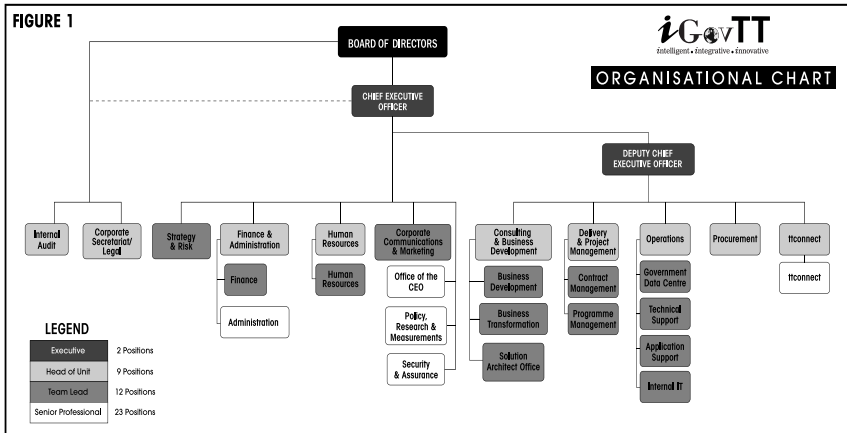 FIGURE 1
iGovTT
intelligent • integrative • innovative
ORGANISATIONAL CHART
BOARD OF DIRECTORS
CHIEF EXECUTIVE
OFFICER
DEPUTY CHIEF
EXECUTIVE OFFICER
Internal
Audit
Corporate
Secretariat/
Legal
Strategy
& Risk
Finance &
Administration
Human
Resources
Corporate
Communications
& Marketing
Consulting
& Business
Development
Delivery
& Project
Management
Operations
Procurement
ttconnect
Finance
Administration
Human
Resources
Office of the
CEO
Policy,
Research &
Measurements
Security
& Assurance
Business
Development
Business
Transformation
Solution
Architect Office
Contract
Management
Programme
Management
Government
Data Centre
Technical
Support
Application
Support
Internal IT
ttconnect
LEGEND
Executive 2 Positions
Head of Unit 9 Positions
Team Lead 12 Positions
Senior Professional 23 Positions